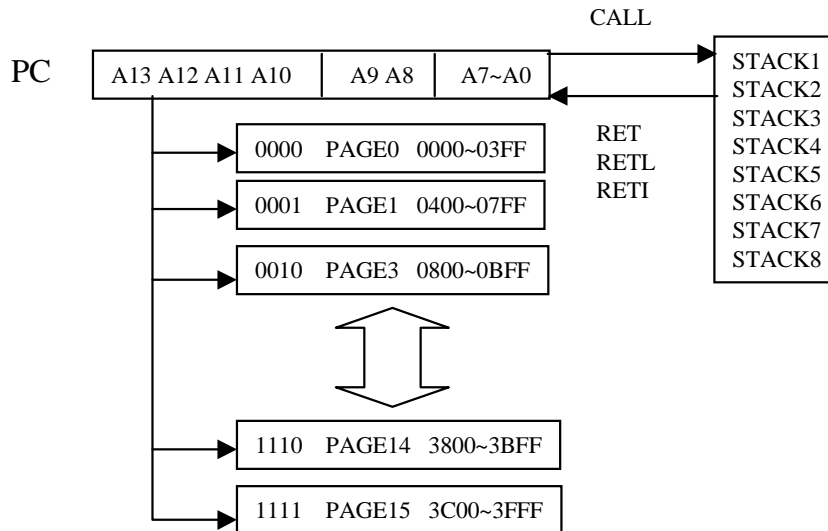 CALL
PC
A13 A12 A11 A10 A9 A8 A7~A0
STACK1
STACK2
STACK3
STACK4
STACK5
STACK6
STACK7
STACK8
RET
RETL
RETI
0000 PAGE0 0000~03FF
0001 PAGE1 0400~07FF
0010 PAGE3 0800~0BFF
1110 PAGE14 3800~3BFF
1111 PAGE15 3C00~3FFF